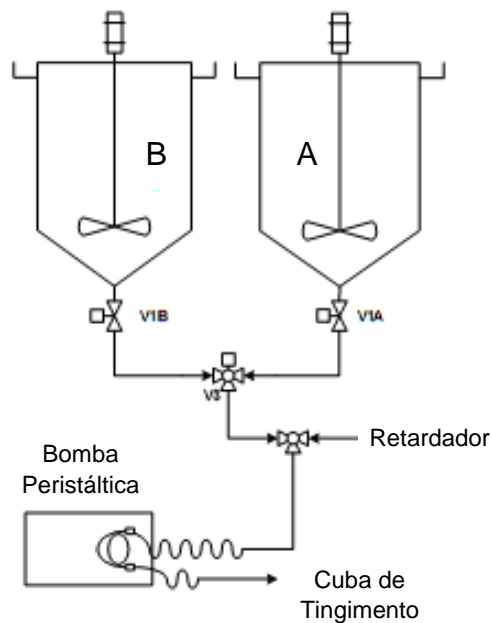 B
A
V1B
V1A
V3
Retardador
Bomba
Peristáltica
Cuba de
Tingimento